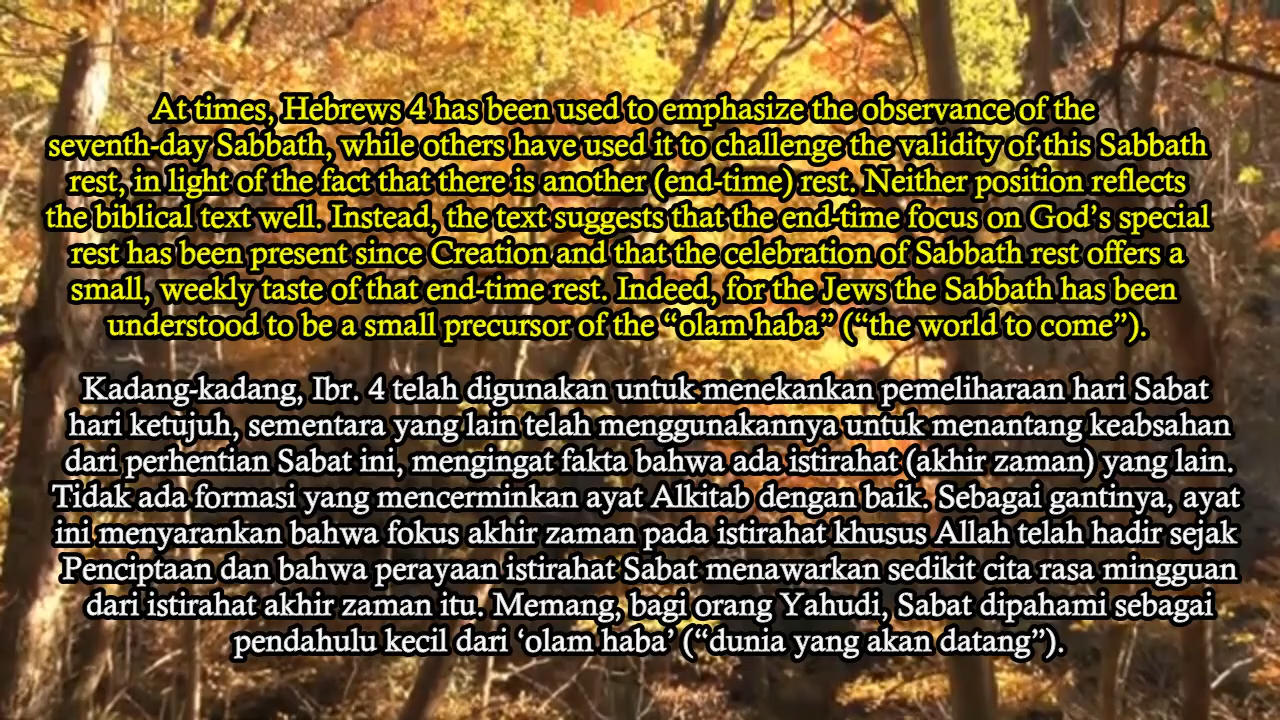 At times, Hebrews 4 has been used to emphasize the observance of the
seventh-day Sabbath, while others have used it to challenge the validity of this Sabbath
rest, in light of the fact that there is another (end-time) rest. Neither position reflects
the biblical text well. Instead, the text suggests that the end-time focus on God’s special
rest has been present since Creation and that the celebration of Sabbath rest offers a
small, weekly taste of that end-time rest. Indeed, for the Jews the Sabbath has been
understood to be a small precursor of the “olam haba” (“the world to come”).
Kadang-kadang, Ibr. 4 telah digunakan untuk menekankan pemeliharaan hari Sabat
hari ketujuh, sementara yang lain telah menggunakannya untuk menantang keabsahan
dari perhentian Sabat ini, mengingat fakta bahwa ada istirahat (akhir zaman) yang lain.
Tidak ada formasi yang mencerminkan ayat Alkitab dengan baik. Sebagai gantinya, ayat
ini menyarankan bahwa fokus akhir zaman pada istirahat khusus Allah telah hadir sejak
Penciptaan dan bahwa perayaan istirahat Sabat menawarkan sedikit cita rasa mingguan
dari istirahat akhir zaman itu. Memang, bagi orang Yahudi, Sabat dipahami sebagai
pendahulu kecil dari ‘olam haba’ (“dunia yang akan datang”).